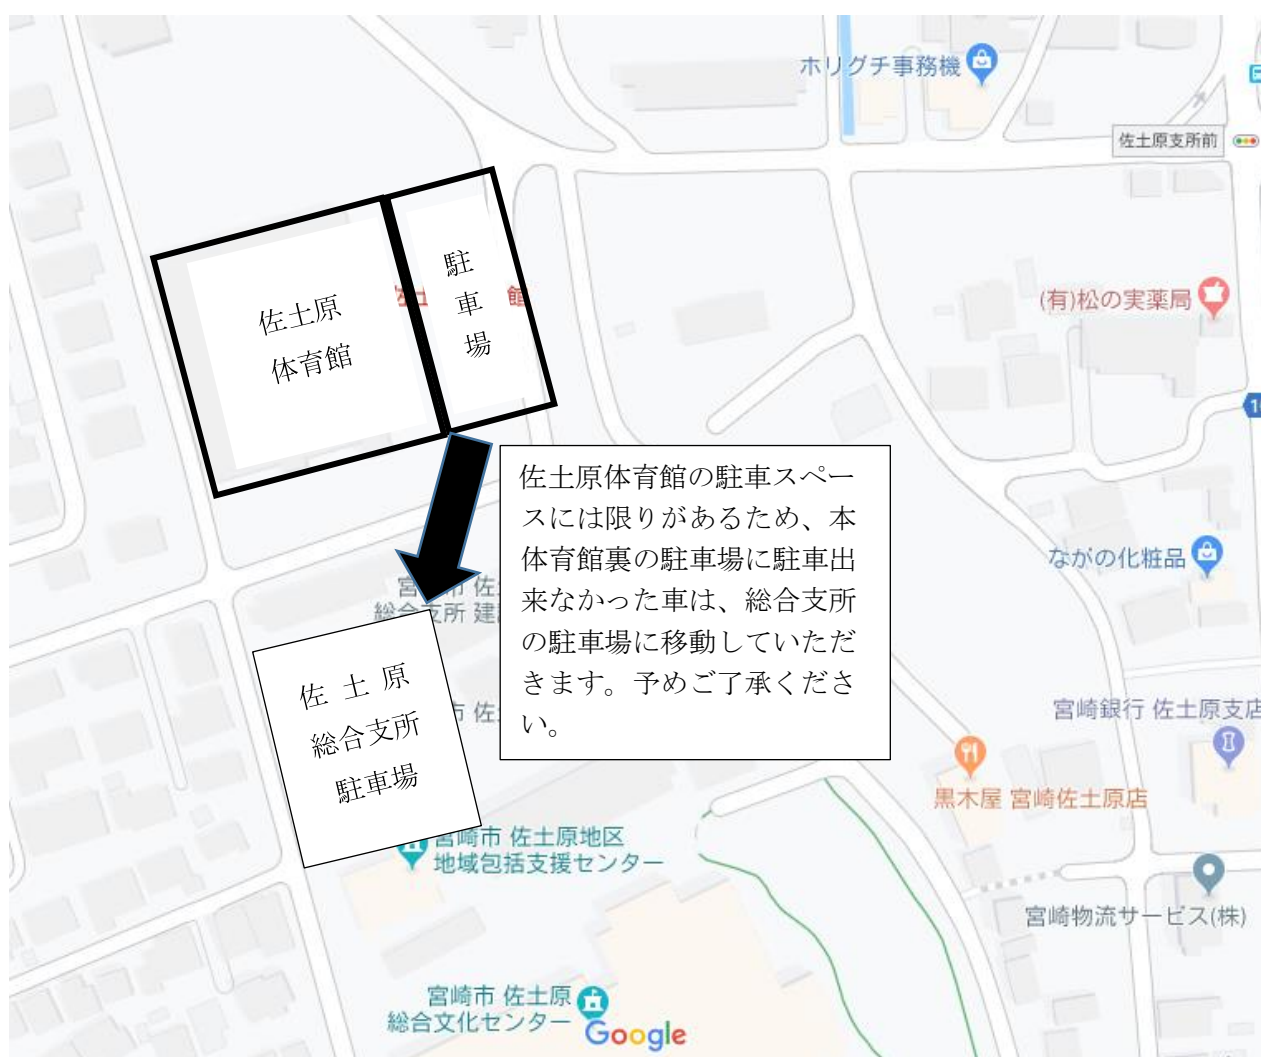 ホリグチ事務機
佐土原支所前
駐
車
場
佐土原
体育館
館
(有)松の実薬局
佐土原体育館の駐車スペー
スには限りがあるため、本
体育館裏の駐車場に駐車出
来なかった車は、総合支所
の駐車場に移動していただ
きます。予めご了承くださ
い。
ながの化粧品
総合支所 建
佐土原
総合支所
駐車場
市 佐
宮崎銀行 佐土原支店
黒木屋 宮崎佐土原店
宮崎市 佐土原地区
地域包括支援センター
宮崎物流サービス(株)
宮崎市 佐土原
総合文化センター
Google